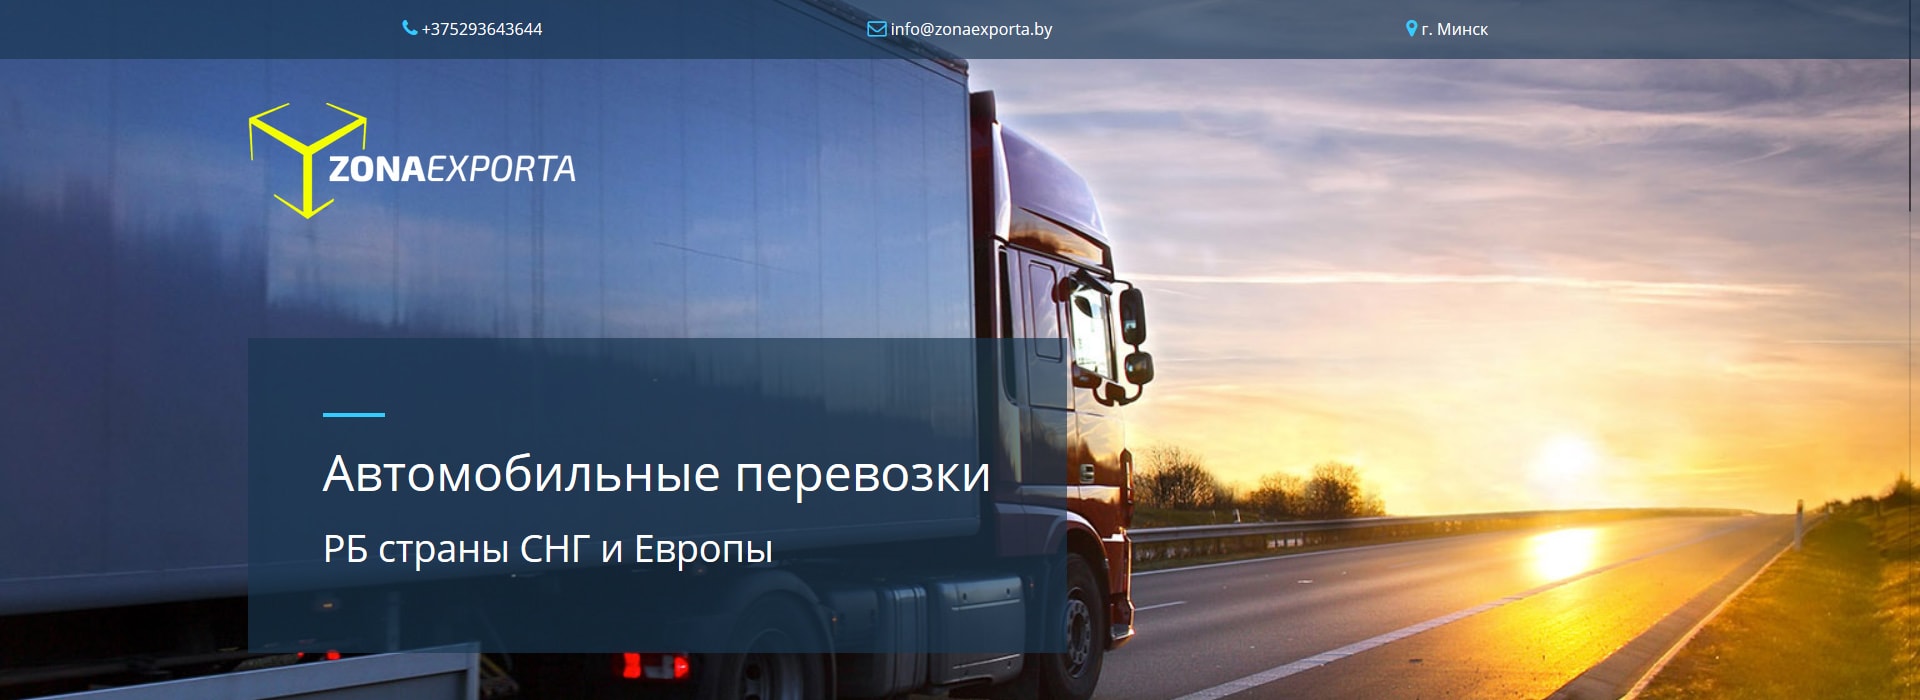 +375293643644
info@zonaexporta.by
г. Минск
ZONAEXPORTA
Автомобильные перевозки
РБ страны СНГ и Европы